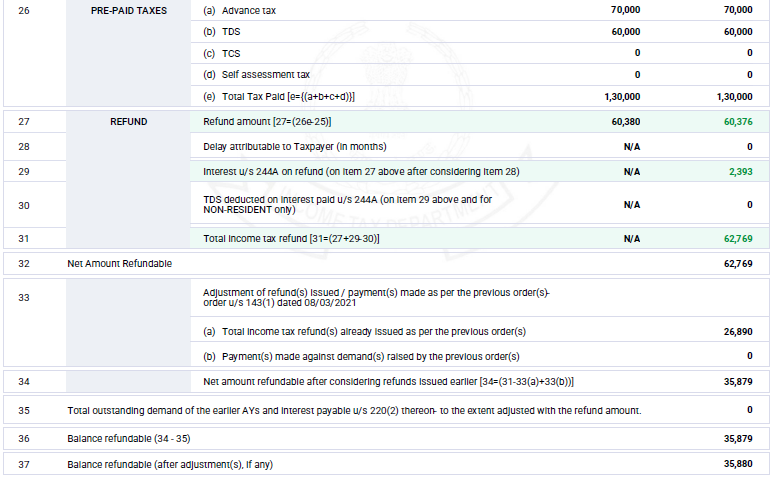 26 PRE-PAID TAXES (a) Advance tax 70,000 70,000
(b) TDS 60,000 60,000
(c) TCS 0 0
(d) Self assessment tax 0 0
(e) Total Tax Paid [e={(a+b+c+d)}] 1,30,000 1,30,000
27 REFUND Refund amount [27=(26e-25)] 60,380 60,376
28 Delay attributable to Taxpayer (in months) N/A 0
29 Interest u/s 244A on refund (on item 27 above after considering item 28) N/A 2,393
30 TDS deducted on interest paid u/s 244A (on item 29 above and for
NON-RESIDENT only) N/A 0
INCOME TAX DEPARTMENT
31 Total income tax refund [31=(27+29-30)] N/A 62,769
32 Net Amount Refundable 62,769
33 Adjustment of refund(s) issued / payment(s) made as per the previous order(s)-
order u/s 143(1) dated 08/03/2021
(a) Total income tax refund(s) already issued as per the previous order(s) 26,890
(b) Payment(s) made against demand(s) raised by the previous order(s) 0
34 Net amount refundable after considering refunds issued earlier [34=(31-33(a)+33(b))] 35,879
35 Total outstanding demand of the earlier AYs and interest payable u/s 220(2) thereon- to the extent adjusted with the refund amount. 0
36 Balance refundable (34 - 35) 35,879
37 Balance refundable (after adjustment(s), if any) 35,880